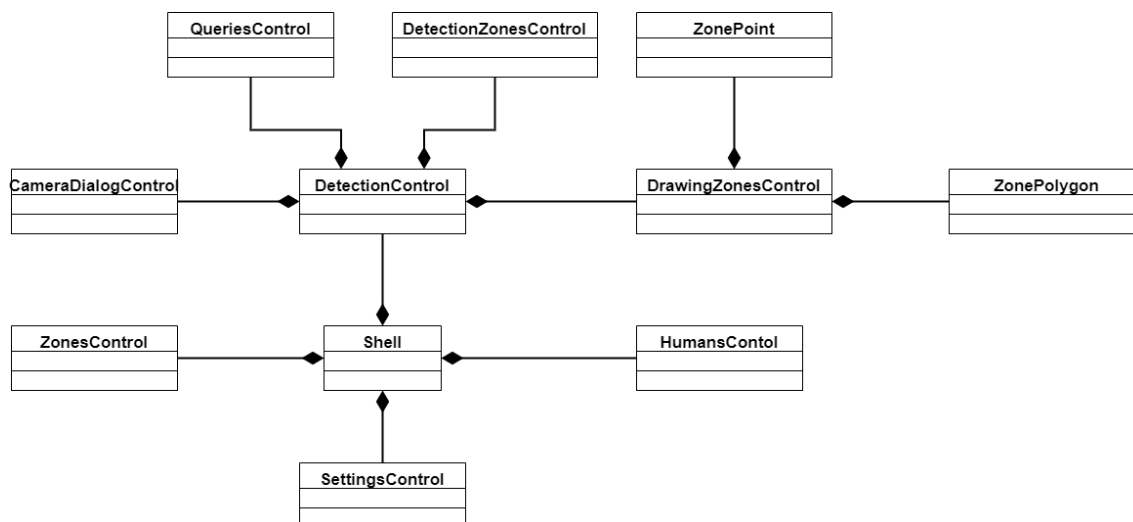 QueriesControl
DetectionZonesControl
ZonePoint
CameraDialogControl
DetectionControl
DrawingZonesControl
ZonePolygon
ZonesControl
Shell
HumansContol
SettingsControl